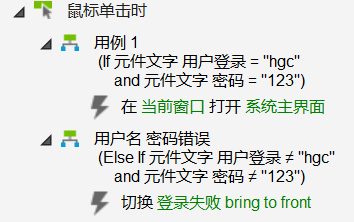 鼠标单击时
用例 1
(If 元件文字 用户登录 = "hgc"
and 元件文字 密码 = "123")
在 当前窗口 打开 系统主界面
用户名 密码错误
(Else If 元件文字 用户登录 ≠ "hgc"
and 元件文字 密码 ≠ "123")
切换 登录失败 bring to front